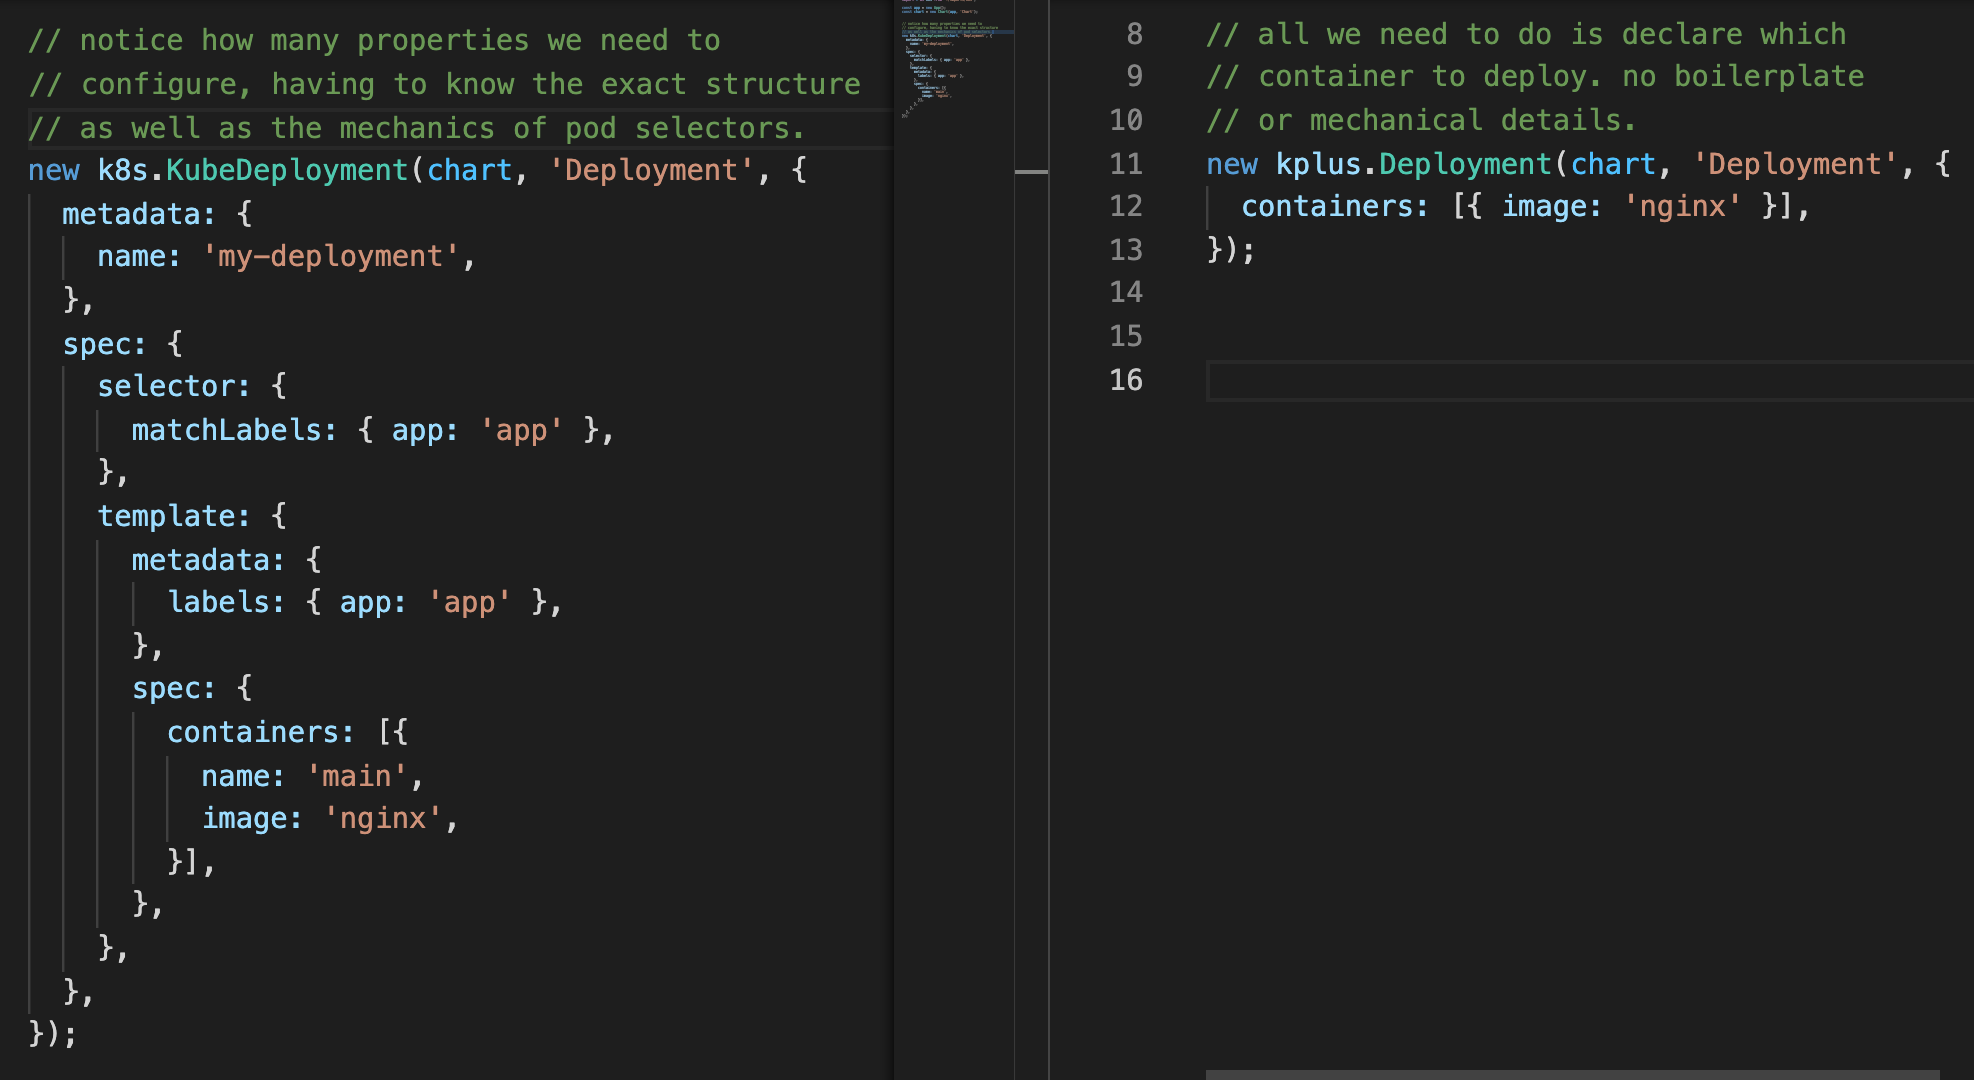 // notice how many properties we need to
// configure, having to know the exact structure
// as well as the mechanics of pod selectors.
new k8s.KubeDeployment(chart, 'Deployment', {
  metadata: {
    name: 'my-deployment',
  },
  spec: {
    selector: {
      matchLabels: { app: 'app' },
    },
    template: {
      metadata: {
        labels: { app: 'app' },
      },
      spec: {
        containers: [{
          name: 'main',
          image: 'nginx',
        }],
      },
    },
  },
});
8 // all we need to do is declare which
9 // container to deploy. no boilerplate
10 // or mechanical details.
11 new kplus.Deployment(chart, 'Deployment', {
12   containers: [{ image: 'nginx' }],
13 });
14
15
16